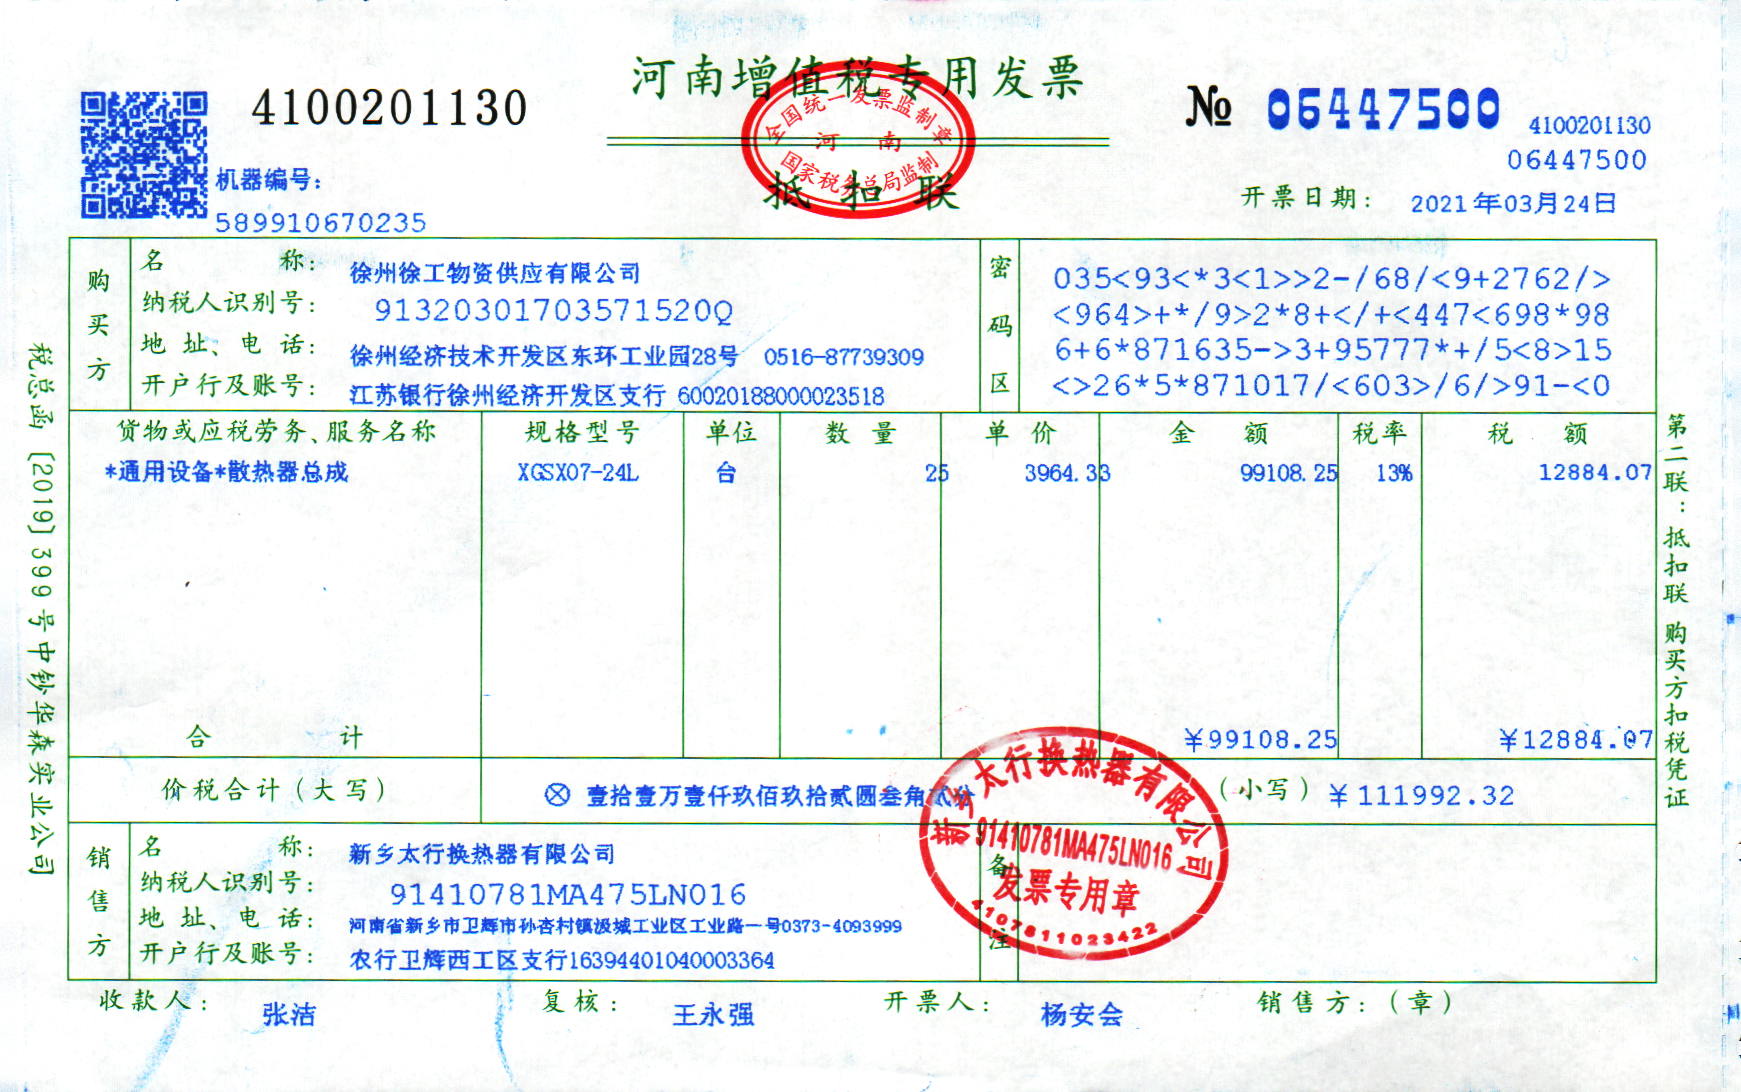 河南增值税专用发票
4100201130
№ 06447500
4100201130
06447500
全国统一发票监制章
河 南
国家税务总局监制
抵 扣 联
机器编号:
589910670235
开票日期: 2021年03月24日
购买方
名 称: 徐州徐工物资供应有限公司
纳税人识别号: 91320301703571520Q
地 址、电 话: 徐州经济技术开发区东环工业园28号 0516-87739309
开户行及账号: 江苏银行徐州经济开发区支行 60020188000023518
密码区
035<93<*3<1>>2-/68/<9+2762/>
<964>+*/9>2*8+</+<447<698*98
6+6*871635->3+95777*+/5<8>15
<>26*5*871017/<603>/6/>91-<0
货物或应税劳务、服务名称 规格型号 单位 数 量 单 价 金 额 税率 税 额
*通用设备*散热器总成 XGSX07-24L 台 25 3964.33 99108.25 13% 12884.07
合 计 ¥99108.25 ¥12884.07
价税合计(大写) ⊗ 壹拾壹万壹仟玖佰玖拾贰圆叁角贰分 (小写) ¥111992.32
销售方
名 称: 新乡太行换热器有限公司
纳税人识别号: 91410781MA475LN016
地 址、电 话: 河南省新乡市卫辉市孙杏村镇汲城工业区工业路一号0373-4093999
开户行及账号: 农行卫辉西工区支行16394401040003364
备注
新乡太行换热器有限公司
91410781MA475LN016
发票专用章
4107811023422
收款人: 张洁 复核: 王永强 开票人: 杨安会 销售方:(章)
税总函[2019]399号中钞华森实业公司
第二联:抵扣联 购买方扣税凭证